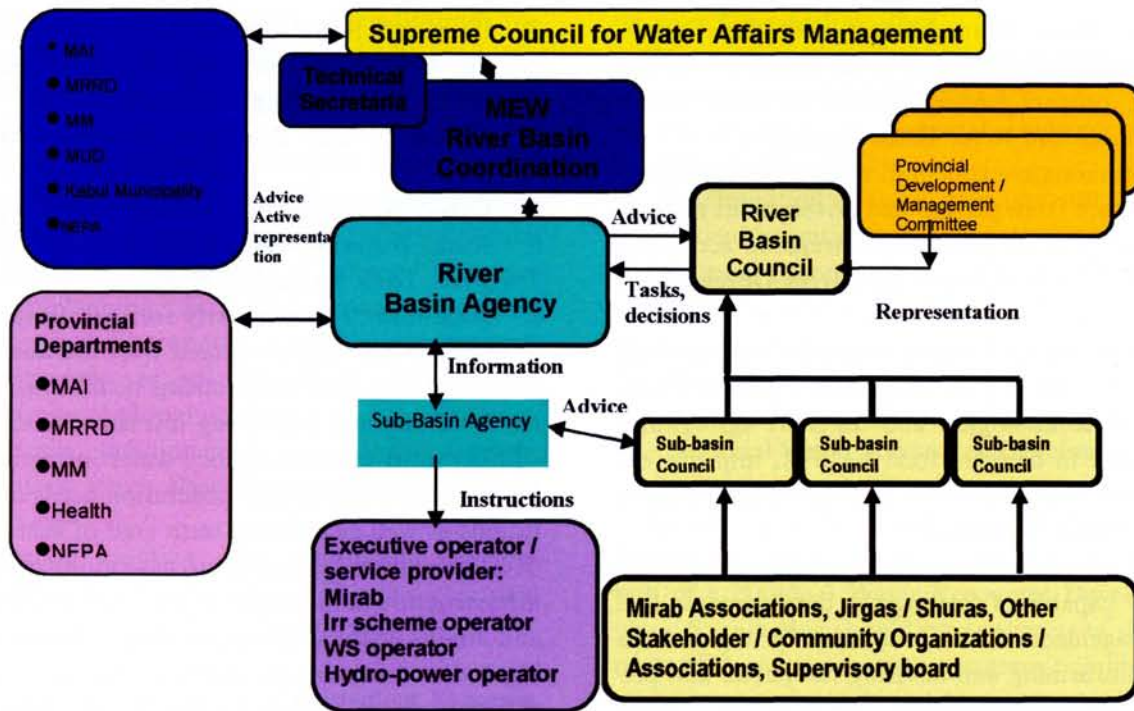 Supreme Council for Water Affairs Management
MAI
MRRD
MM
MUD
Kabul Municipality
NEPA
Technical
Secretaria
MEW
River Basin
Coordination
Advice
Active
representa
tion
Provincial
Development /
Management
Committee
River
Basin Agency
Advice
Tasks,
decisions
River
Basin
Council
Representation
Provincial
Departments
MAI
MRRD
MM
Health
NEPA
Information
Sub-Basin Agency
Advice
Sub-basin
Council
Sub-basin
Council
Sub-basin
Council
Instructions
Executive operator /
service provider:
Mirab
Irr scheme operator
WS operator
Hydro-power operator
Mirab Associations, Jirgas / Shuras, Other
Stakeholder / Community Organizations /
Associations, Supervisory board